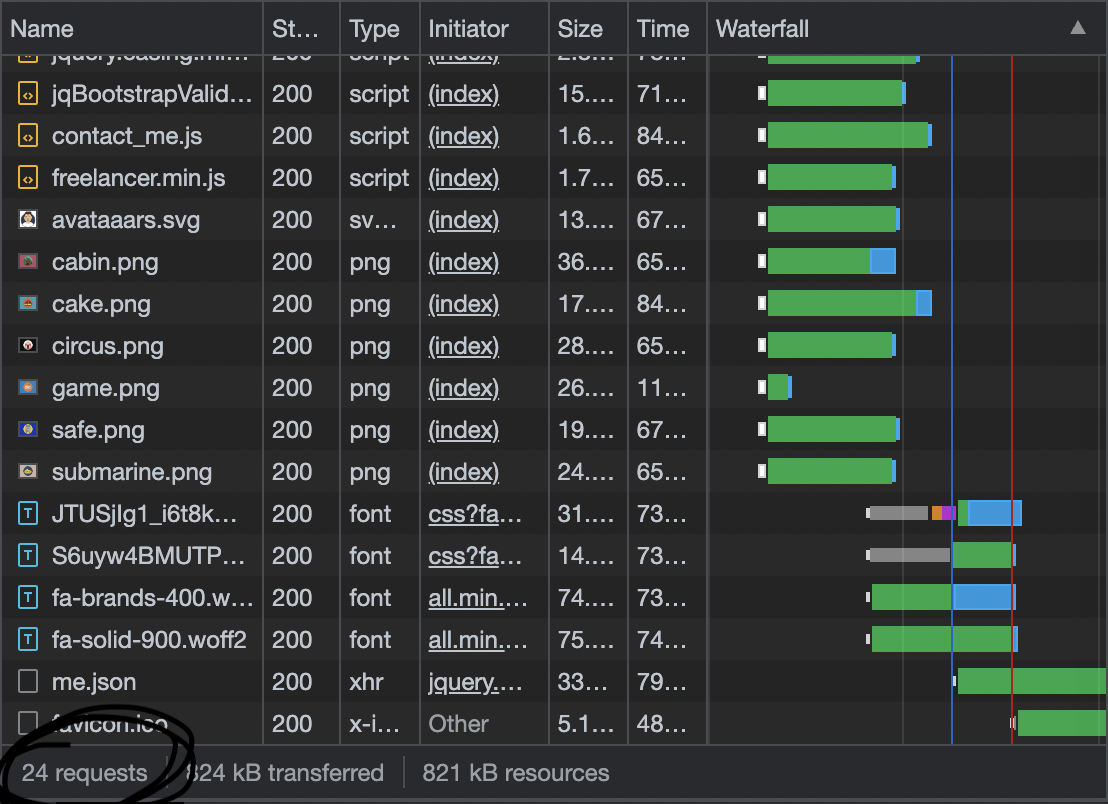 Name St... Type Initiator Size Time Waterfall
jquery.easing.mi... 200 script (index)
jqBootstrapValid... 200 script (index) 15.... 71...
contact_me.js 200 script (index) 1.6... 84...
freelancer.min.js 200 script (index) 1.7... 65...
avataaars.svg 200 sv... (index) 13.... 67...
cabin.png 200 png (index) 36.... 65...
cake.png 200 png (index) 17.... 84...
circus.png 200 png (index) 28.... 65...
game.png 200 png (index) 26.... 11...
safe.png 200 png (index) 19.... 67...
submarine.png 200 png (index) 24.... 65...
JTUSjIg1_i6t8k... 200 font css?fa... 31.... 73...
S6uyw4BMUTP... 200 font css?fa... 14.... 73...
fa-brands-400.w... 200 font all.min.... 74.... 73...
fa-solid-900.woff2 200 font all.min.... 75.... 74...
me.json 200 xhr jquery.... 33... 79...
favicon.ico 200 x-i... Other 5.1... 48...
24 requests 824 kB transferred 821 kB resources